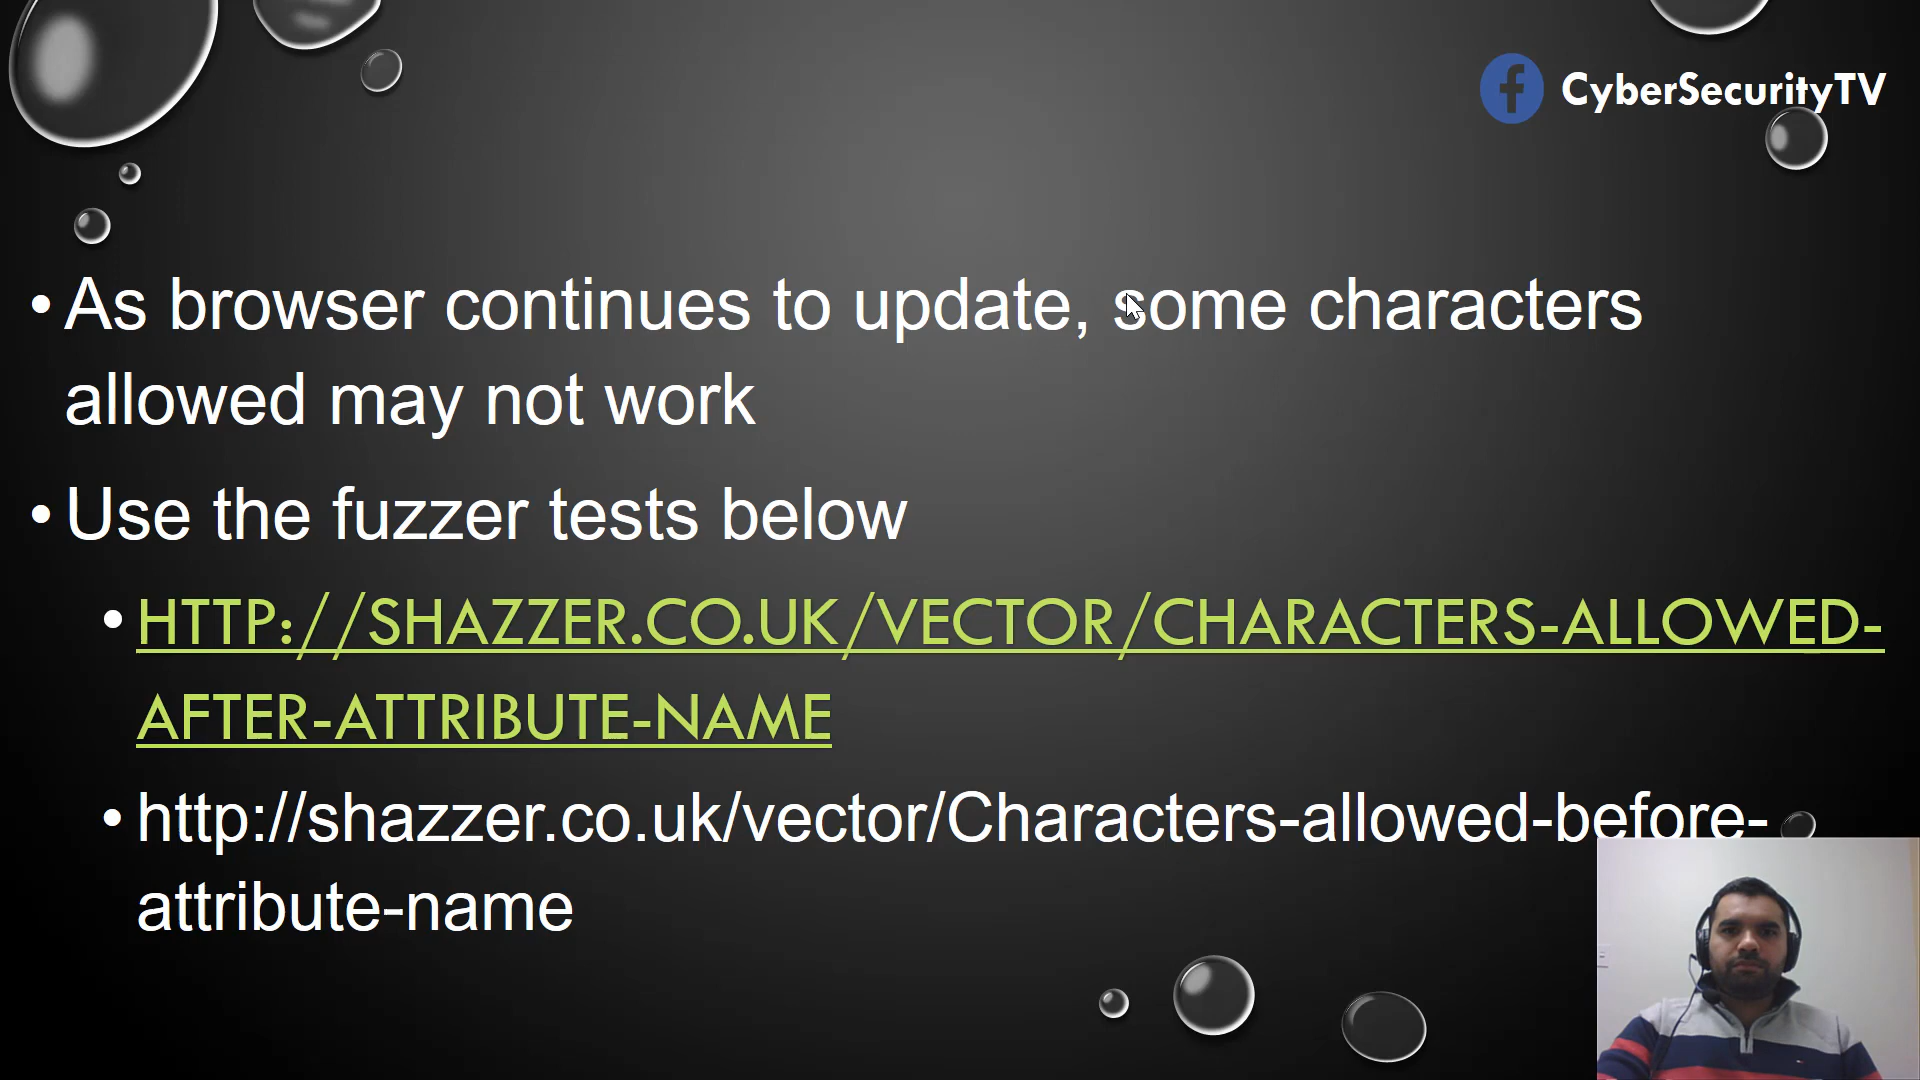 CyberSecurityTV
• As browser continues to update, some characters
allowed may not work
• Use the fuzzer tests below
• HTTP://SHAZZER.CO.UK/VECTOR/CHARACTERS-ALLOWED-
AFTER-ATTRIBUTE-NAME
• http://shazzer.co.uk/vector/Characters-allowed-before-
attribute-name